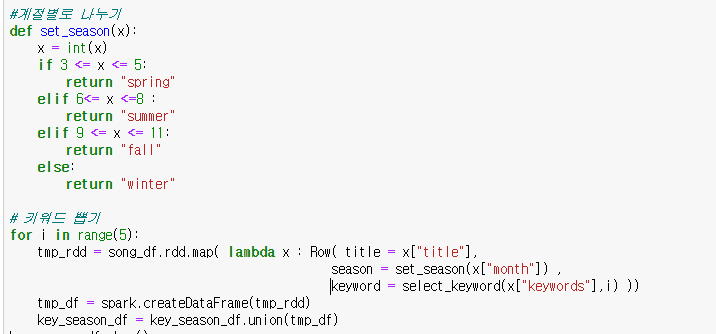 #계절별로 나누기
def set_season(x):
    x = int(x)
    if 3 <= x <= 5:
        return "spring"
    elif 6<= x <=8 :
        return "summer"
    elif 9 <= x <= 11:
        return "fall"
    else:
        return "winter"
# 키워드 뽑기
for i in range(5):
    tmp_rdd = song_df.rdd.map( lambda x : Row( title = x["title"],
                                               season = set_season(x["month"]) ,
                                               keyword = select_keyword(x["keywords"],i) ))
    tmp_df = spark.createDataFrame(tmp_rdd)
    key_season_df = key_season_df.union(tmp_df)